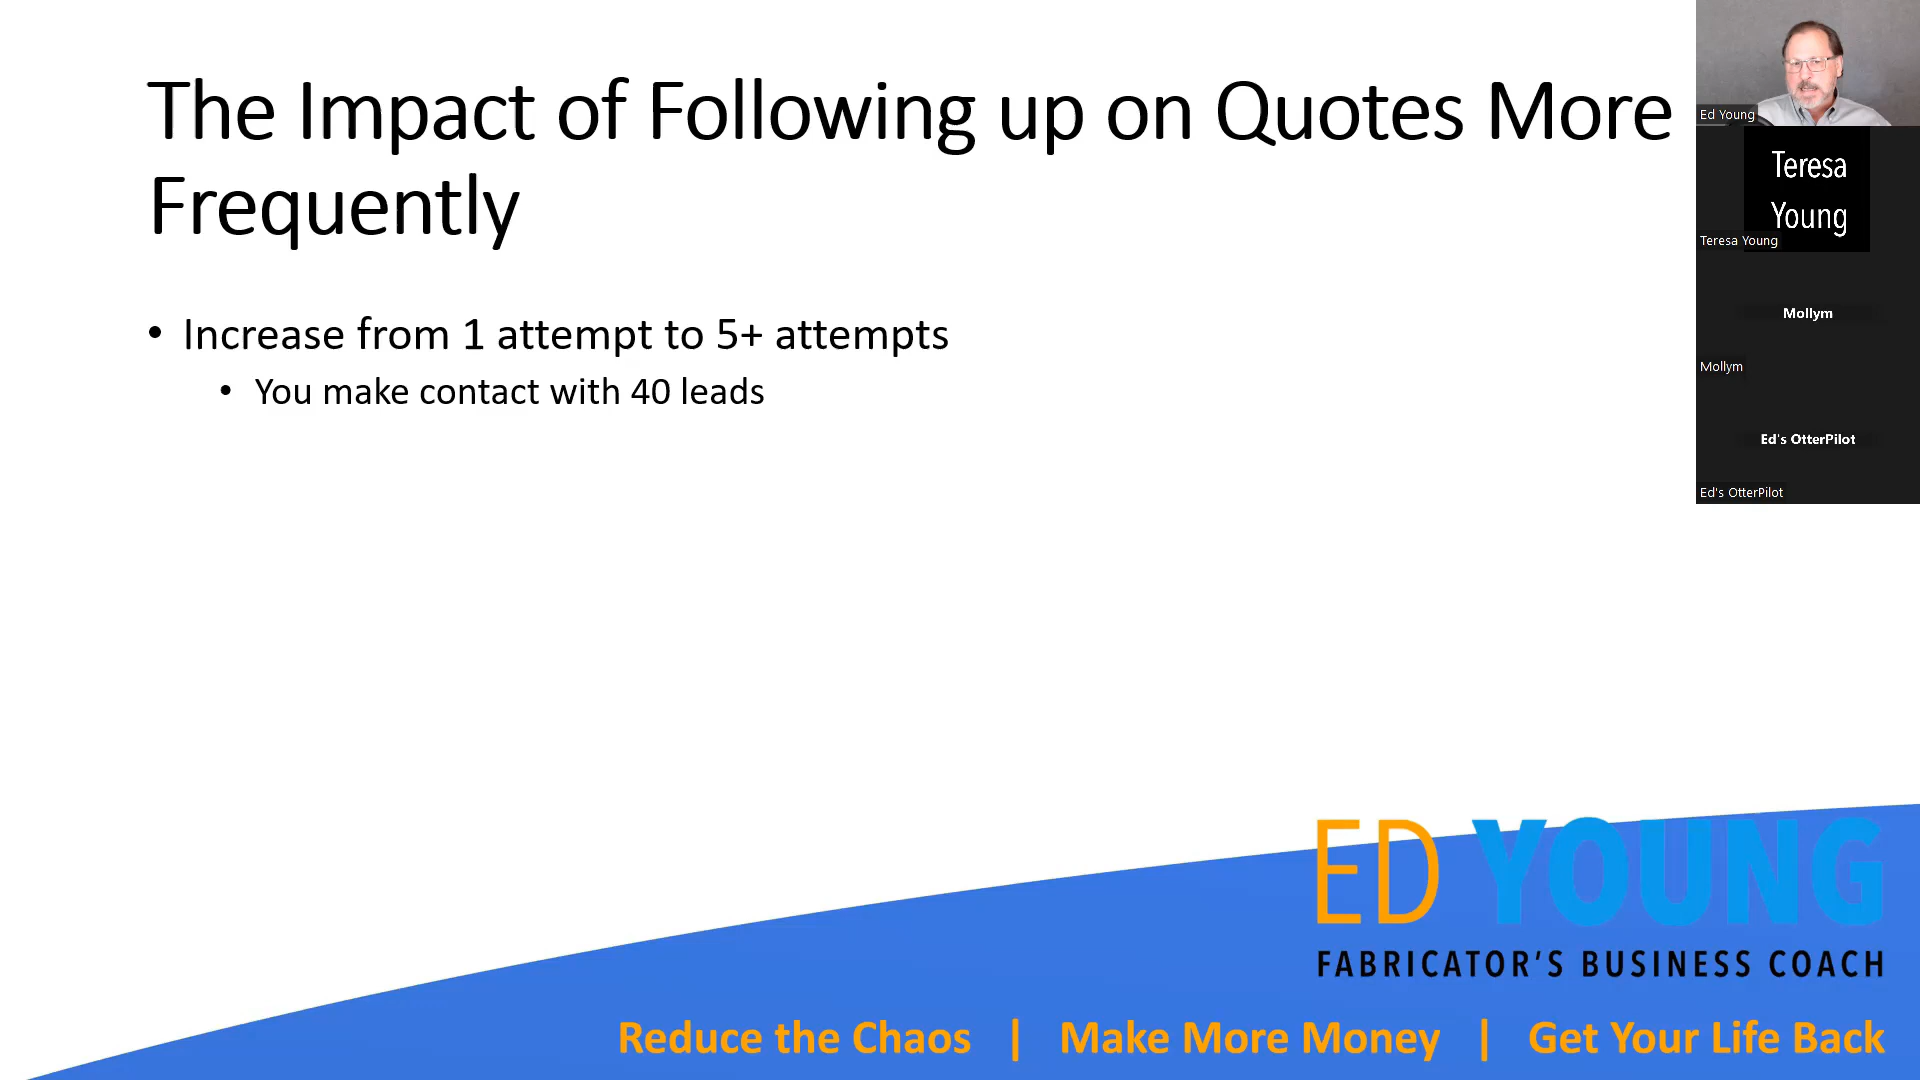 The Impact of Following up on Quotes More
Frequently
• Increase from 1 attempt to 5+ attempts
• You make contact with 40 leads
Ed Young
Teresa
Young
Teresa Young
Mollym
Mollym
Ed's OtterPilot
Ed's OtterPilot
ED YOUNG
FABRICATOR'S BUSINESS COACH
Reduce the Chaos | Make More Money | Get Your Life Back